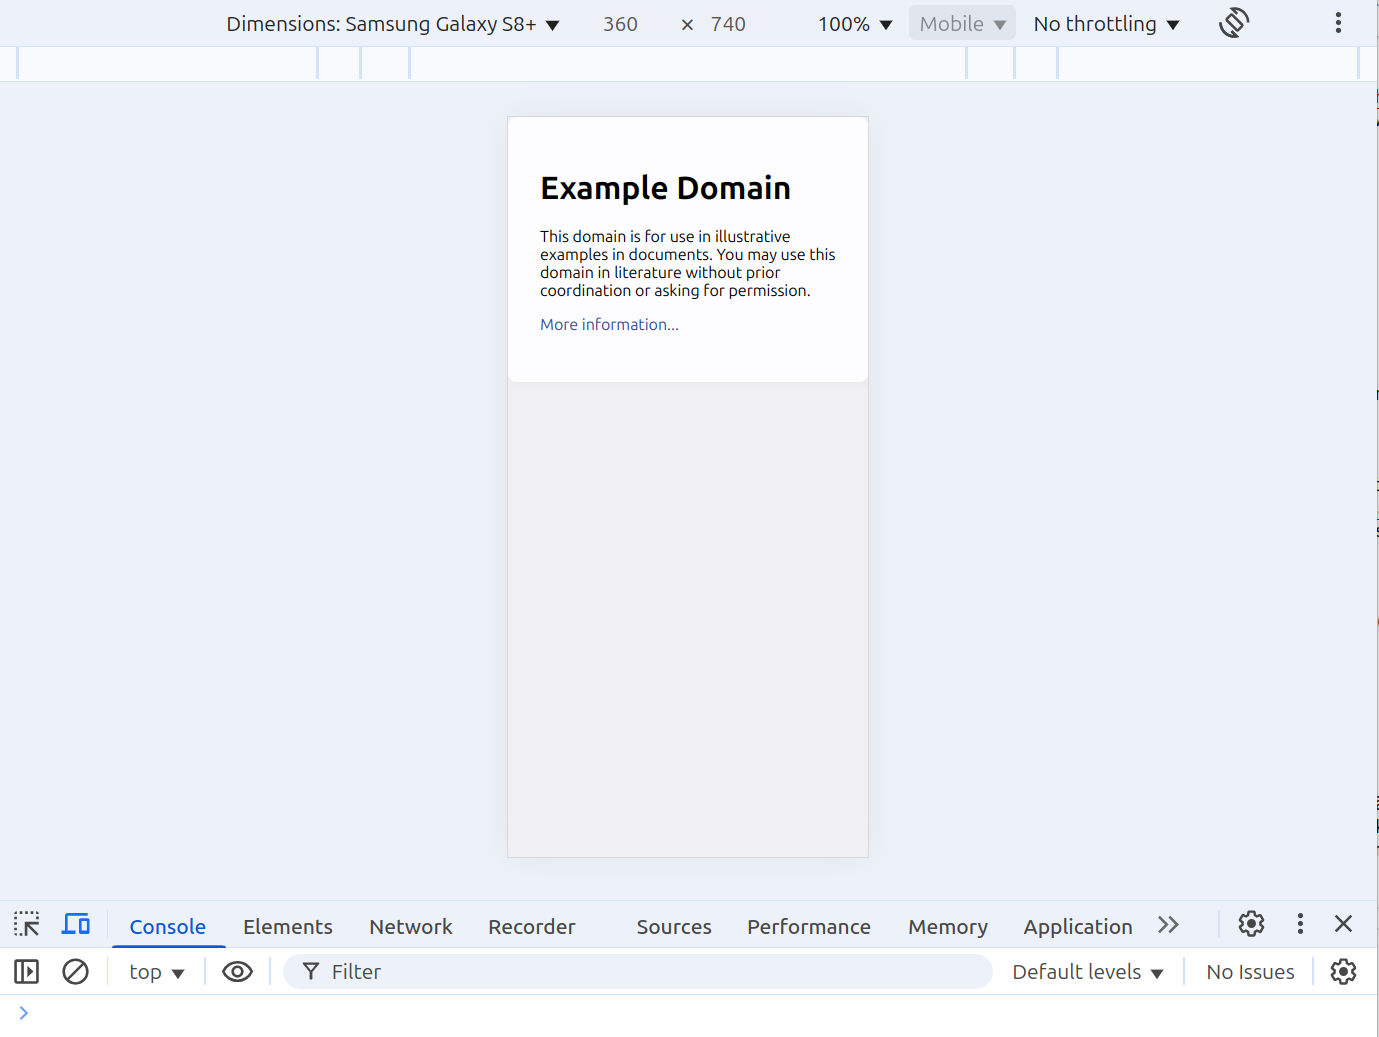 Dimensions: Samsung Galaxy S8+ ▼ 360 × 740 100% ▼ Mobile ▼ No throttling ▼
Example Domain
This domain is for use in illustrative
examples in documents. You may use this
domain in literature without prior
coordination or asking for permission.
More information...
Console Elements Network Recorder Sources Performance Memory Application
top ▼ Filter Default levels ▼ No Issues